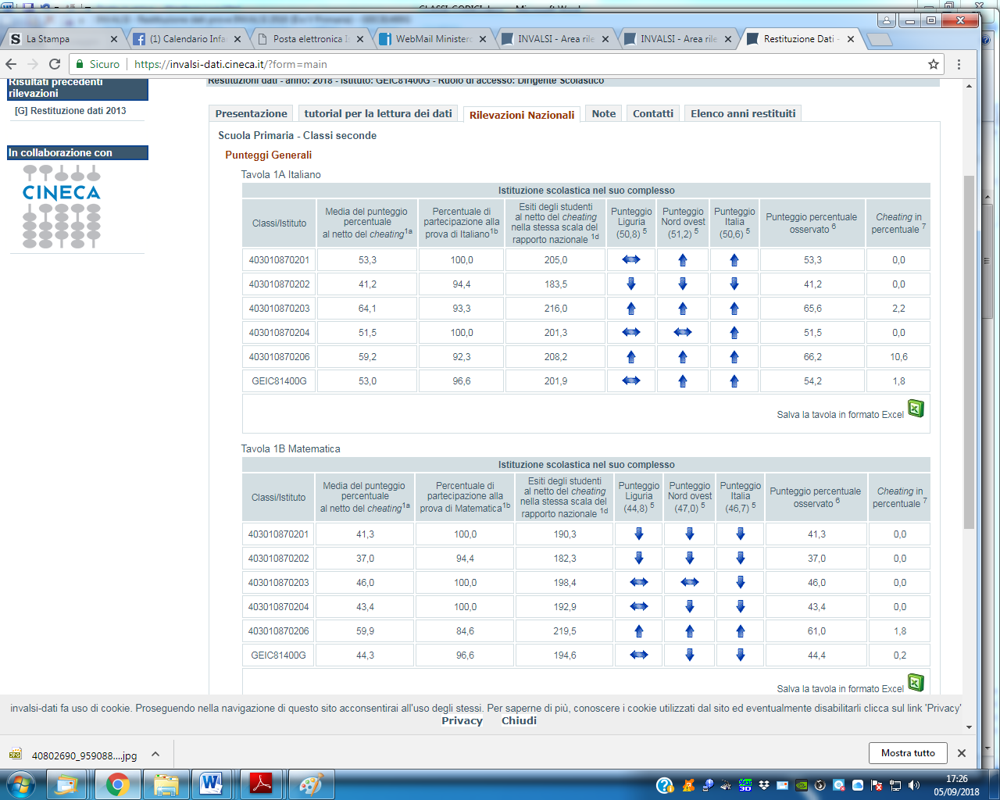 La Stampa
(1) Calendario Infa
Posta elettronica I
WebMail Ministero
INVALSI - Area rile
INVALSI - Area rile
Restituzione Dati -
Sicuro
https://invalsi-dati.cineca.it/?form=main
Risultati precedenti
rilevazioni
[G] Restituzione dati 2013
In collaborazione con
CINECA
Restituzioni dati - anno: 2018 - Istituto: GEIC81400G - Ruolo di accesso: Dirigente Scolastico
Presentazione
tutorial per la lettura dei dati
Rilevazioni Nazionali
Note
Contatti
Elenco anni restituiti
Scuola Primaria - Classi seconde
Punteggi Generali
Tavola 1A Italiano
Istituzione scolastica nel suo complesso
Classi/Istituto
Media del punteggio
percentuale
al netto del cheating1a
Percentuale di
partecipazione alla
prova di Italiano1b
Esiti degli studenti
al netto del cheating
nella stessa scala del
rapporto nazionale 1d
Punteggio
Liguria
(50,8) 5
Punteggio
Nord ovest
(51,2) 5
Punteggio
Italia
(50,6) 5
Punteggio percentuale
osservato 6
Cheating in
percentuale 7
403010870201 53,3 100,0 205,0 53,3 0,0
403010870202 41,2 94,4 183,5 41,2 0,0
403010870203 64,1 93,3 216,0 65,6 2,2
403010870204 51,5 100,0 201,3 51,5 0,0
403010870206 59,2 92,3 208,2 66,2 10,6
GEIC81400G 53,0 96,6 201,9 54,2 1,8
Salva la tavola in formato Excel
Tavola 1B Matematica
Istituzione scolastica nel suo complesso
Classi/Istituto
Media del punteggio
percentuale
al netto del cheating1a
Percentuale di
partecipazione alla
prova di Matematica1b
Esiti degli studenti
al netto del cheating
nella stessa scala del
rapporto nazionale 1d
Punteggio
Liguria
(44,8) 5
Punteggio
Nord ovest
(47,0) 5
Punteggio
Italia
(46,7) 5
Punteggio percentuale
osservato 6
Cheating in
percentuale 7
403010870201 41,3 100,0 190,3 41,3 0,0
403010870202 37,0 94,4 182,3 37,0 0,0
403010870203 46,0 100,0 198,4 46,0 0,0
403010870204 43,4 100,0 192,9 43,4 0,0
403010870206 59,9 84,6 219,5 61,0 1,8
GEIC81400G 44,3 96,6 194,6 44,4 0,2
Salva la tavola in formato Excel
invalsi-dati fa uso di cookie. Proseguendo nella navigazione di questo sito acconsentirai all'uso degli stessi. Per saperne di più, conoscere i cookie utilizzati dal sito ed eventualmente disabilitarli clicca sul link 'Privacy'
Privacy Chiudi
40802690_959088....jpg
Mostra tutto
17:26
05/09/2018